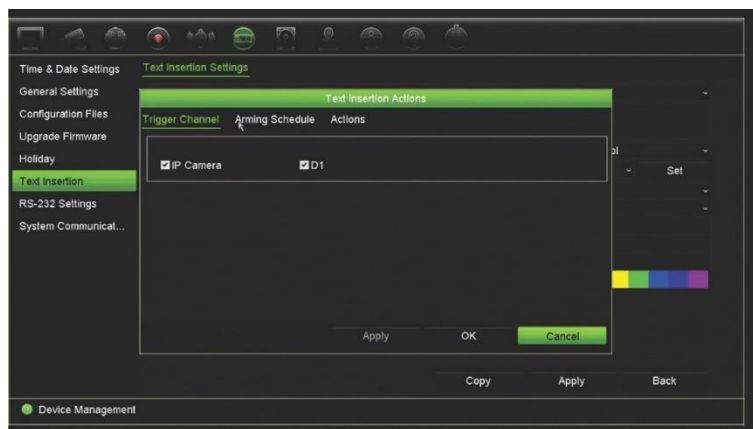 Time & Date Settings
Text Insertion Settings
General Settings
Text Insertion Actions
Configuration Files
Trigger Channel Arming Schedule Actions
Upgrade Firmware
Holiday
IP Camera D1
Set
Text Insertion
RS-232 Settings
System Communicat...
Apply OK Cancel
Copy Apply Back
Device Management